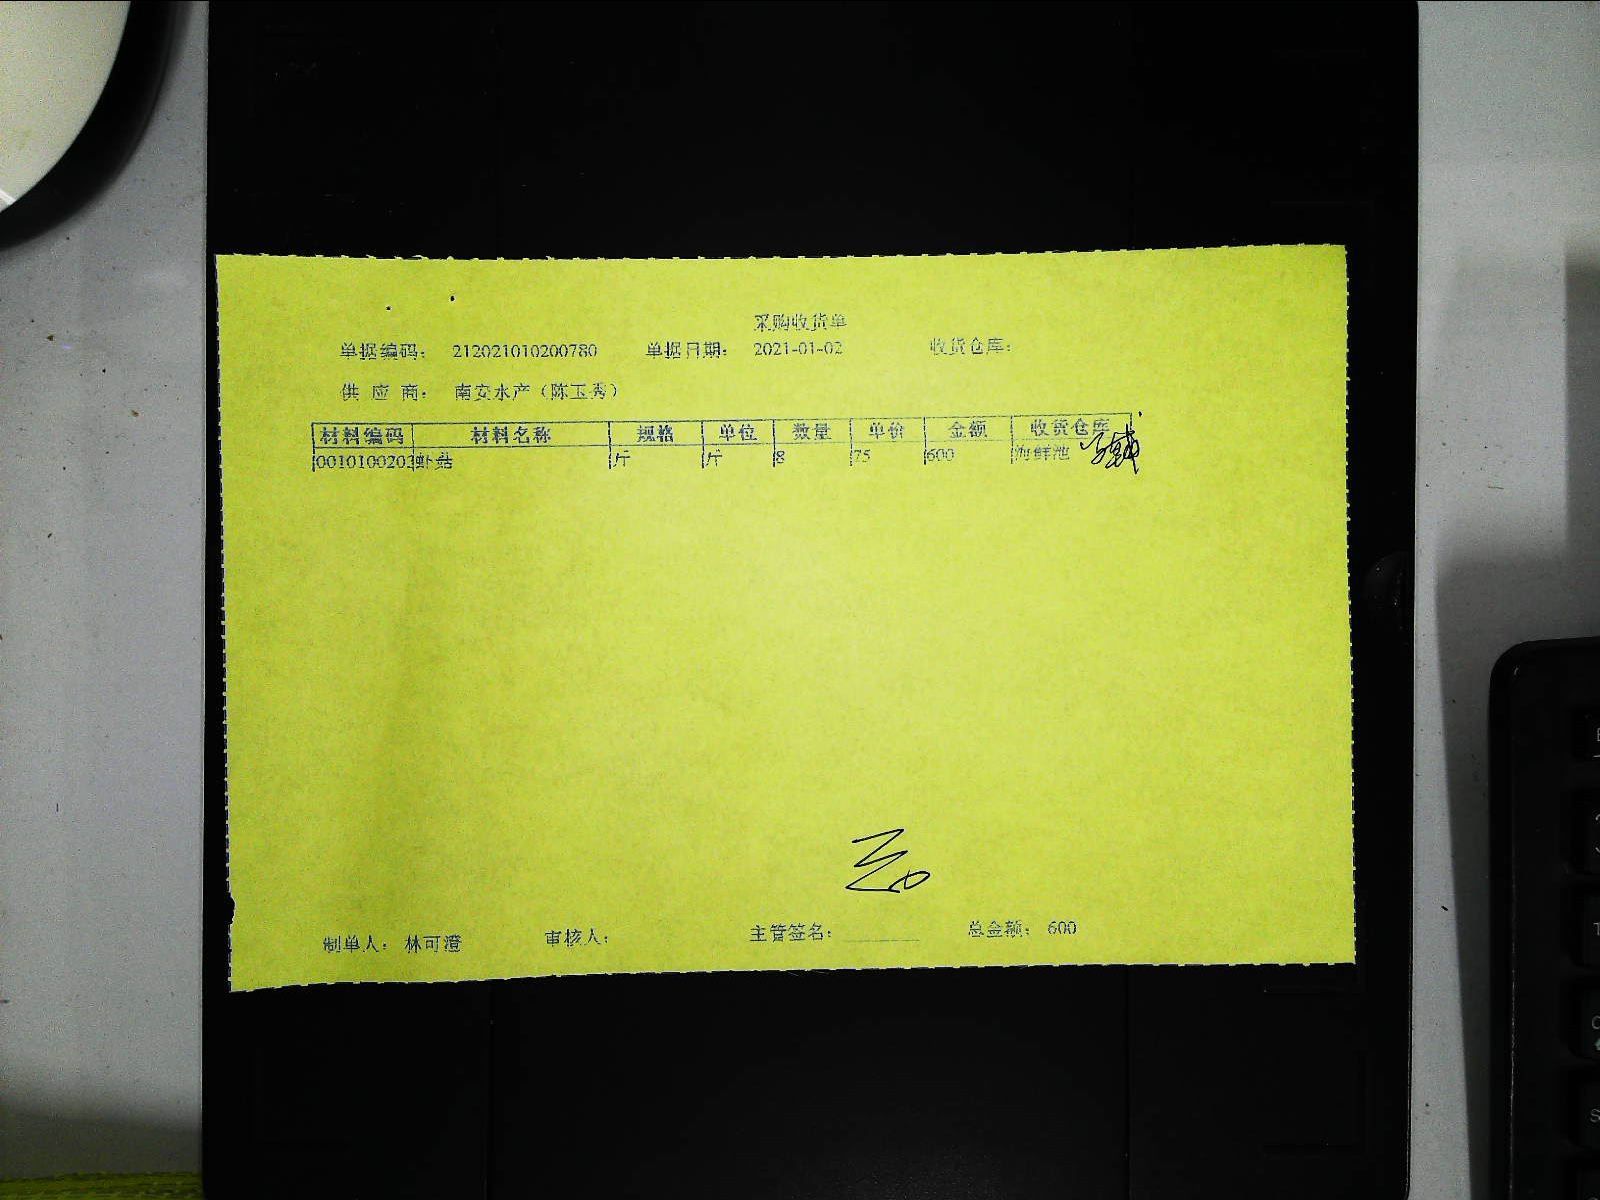 采购收货单
单据编码: 212021010200780 单据日期: 2021-01-02 收货仓库:
供应商: 南安水产（陈玉秀）
材料编码 材料名称 规格 单位 数量 单价 金额 收货仓库
0010100203 虾菇 斤 斤 8 75 600 海鲜池
制单人: 林可澄 审核人: 主管签名: 总金额: 600